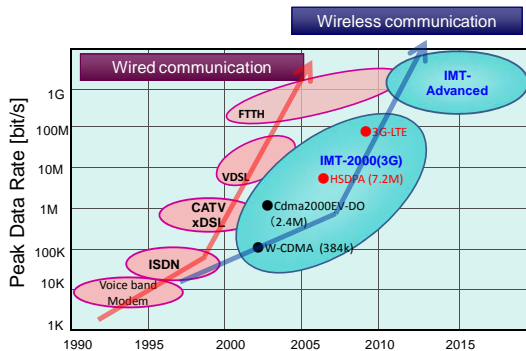 Wireless communication
Wired communication
Peak Data Rate [bit/s]
1G
100M
10M
1M
100K
10K
1K
IMT-
Advanced
FTTH
3G-LTE
IMT-2000(3G)
VDSL
HSDPA (7.2M)
CATV
xDSL
Cdma2000EV-DO
(2.4M)
W-CDMA (384k)
ISDN
Voice band
Modem
1990
1995
2000
2005
2010
2015